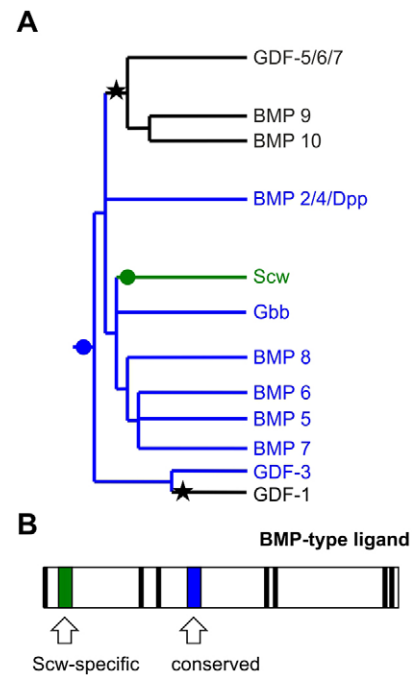 A
GDF-5/6/7
BMP 9
BMP 10
BMP 2/4/Dpp
Scw
Gbb
BMP 8
BMP 6
BMP 5
BMP 7
GDF-3
GDF-1
B
BMP-type ligand
Scw-specific conserved